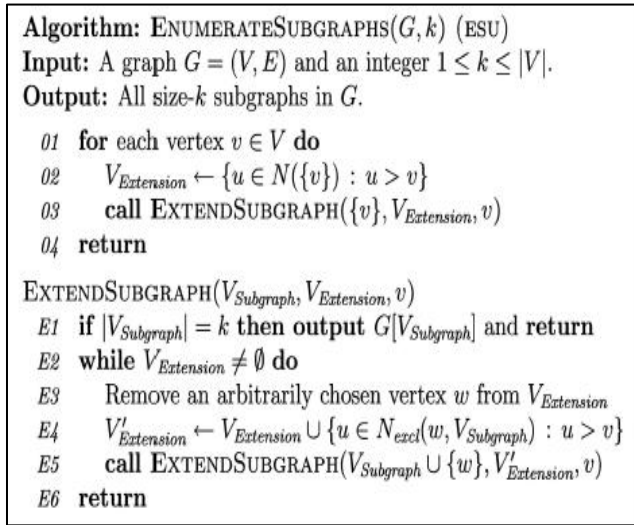 Algorithm: ENUMERATESUBGRAPHS(G, k) (ESU)
Input: A graph G = (V, E) and an integer 1 ≤ k ≤ |V|.
Output: All size-k subgraphs in G.
01 for each vertex v ∈ V do
02 V_Extension ← {u ∈ N({v}) : u > v}
03 call EXTENDSUBGRAPH({v}, V_Extension, v)
04 return
EXTENDSUBGRAPH(V_Subgraph, V_Extension, v)
E1 if |V_Subgraph| = k then output G[V_Subgraph] and return
E2 while V_Extension ≠ ∅ do
E3 Remove an arbitrarily chosen vertex w from V_Extension
E4 V′_Extension ← V_Extension ∪ {u ∈ N_excl(w, V_Subgraph) : u > v}
E5 call EXTENDSUBGRAPH(V_Subgraph ∪ {w}, V′_Extension, v)
E6 return